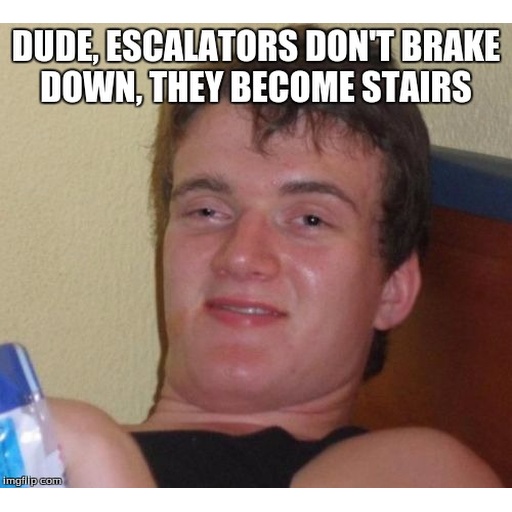 DUDE, ESCALATORS DON'T BRAKE
DOWN, THEY BECOME STAIRS
imgflip.com